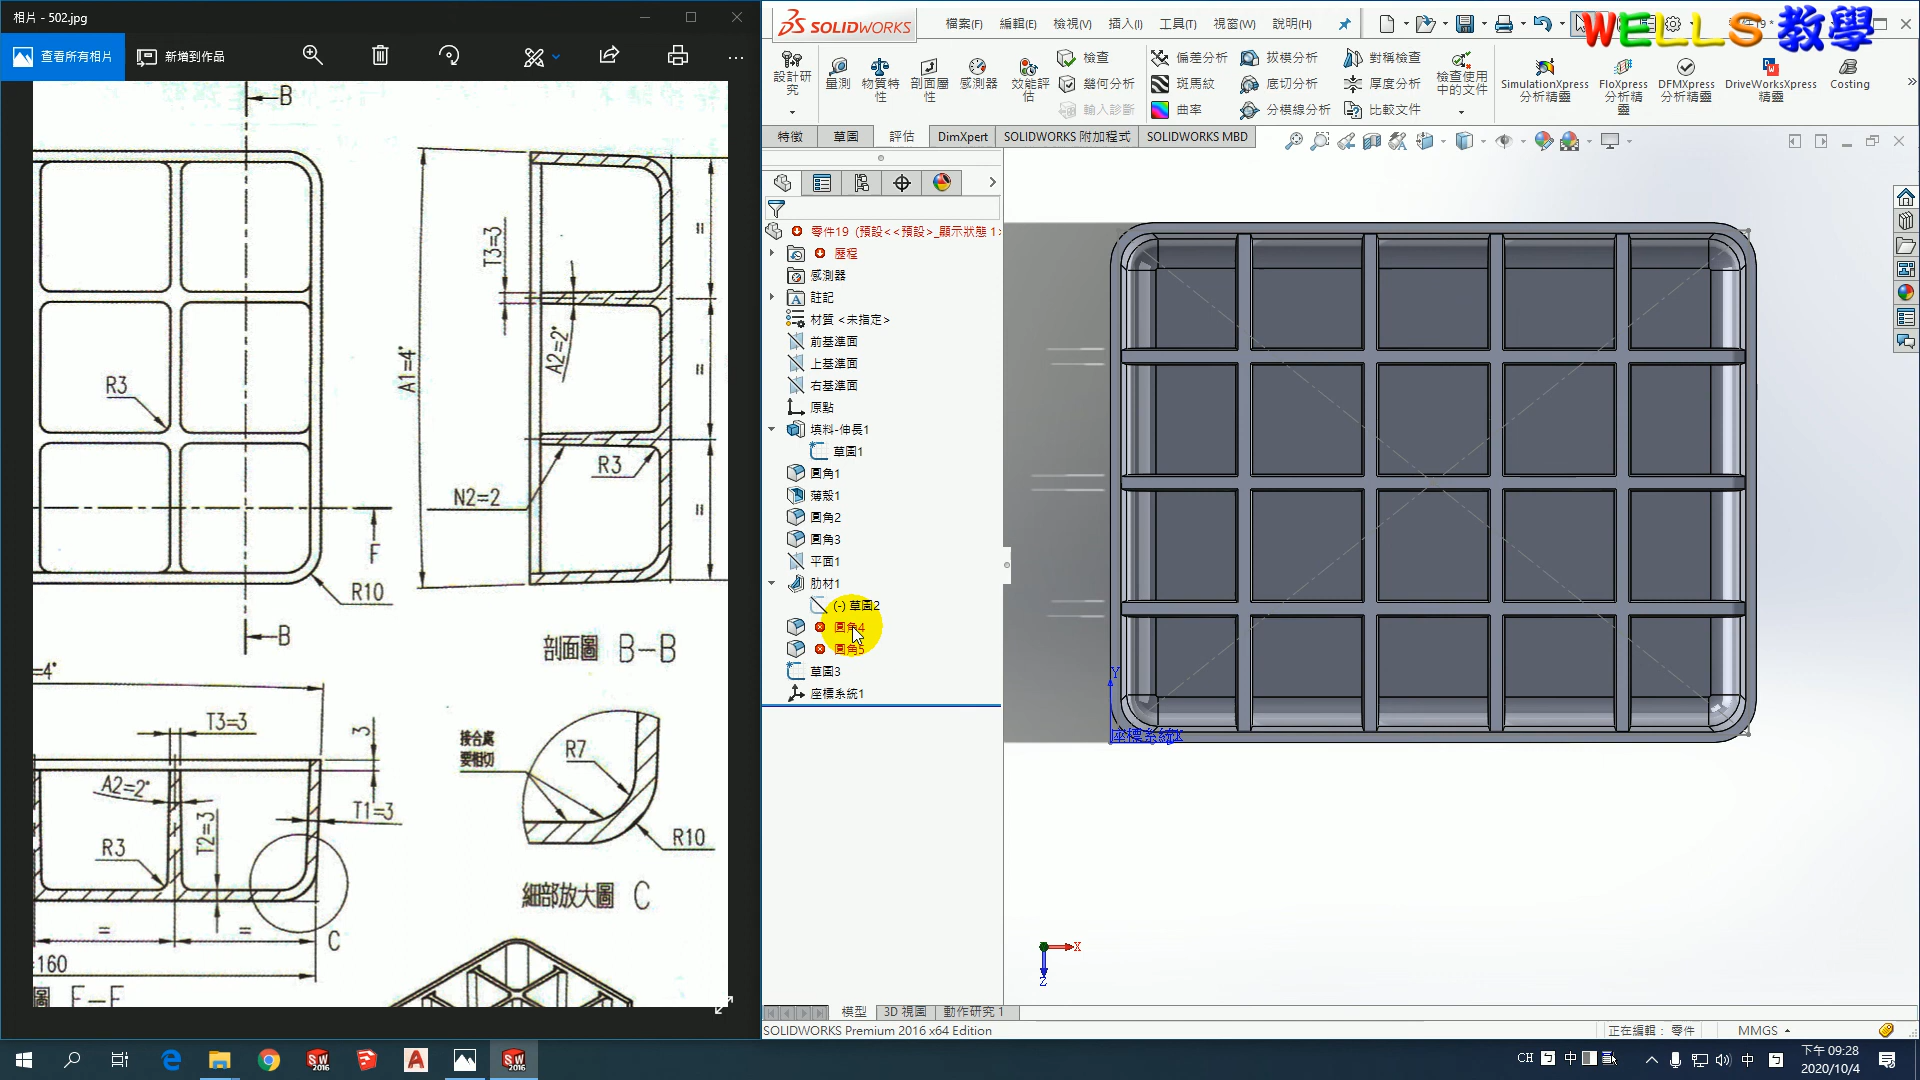 相片 - 502.jpg
查看所有相片
新增到作品
B
R3
F
R10
B
A1=4°
T3=3
A2=2°
R3
N2=2
=
=
=
剖面圖 B-B
=4°
T3=3
3
A2=2°
R3
T2=3
T1=3
=
=
C
=160
圖 F-F
接合處
要相切
R7
R10
細部放大圖 C
SOLIDWORKS
檔案(F)
編輯(E)
檢視(V)
插入(I)
工具(T)
視窗(W)
說明(H)
WELLS 教學
設計研究
量測
物質特性
剖面屬性
感測器
效能評估
檢查
幾何分析
輸入診斷
偏差分析
斑馬紋
曲率
拔模分析
底切分析
分模線分析
對稱檢查
厚度分析
比較文件
檢查使用中的文件
SimulationXpress 分析精靈
FloXpress 分析精靈
DFMXpress 分析精靈
DriveWorksXpress 精靈
Costing
特徵
草圖
評估
DimXpert
SOLIDWORKS 附加程式
SOLIDWORKS MBD
零件19 (預設<<預設>_顯示狀態 1>
歷程
感測器
註記
材質 <未指定>
前基準面
上基準面
右基準面
原點
填料-伸長1
草圖1
圓角1
薄殼1
圓角2
圓角3
平面1
肋材1
(-) 草圖2
圓角4
圓角5
草圖3
座標系統1
Y
座標系統1
X
X
Z
模型
3D 視圖
動作研究 1
SOLIDWORKS Premium 2016 x64 Edition
正在編輯： 零件
MMGS
CH
中
中
下午 09:28
2020/10/4